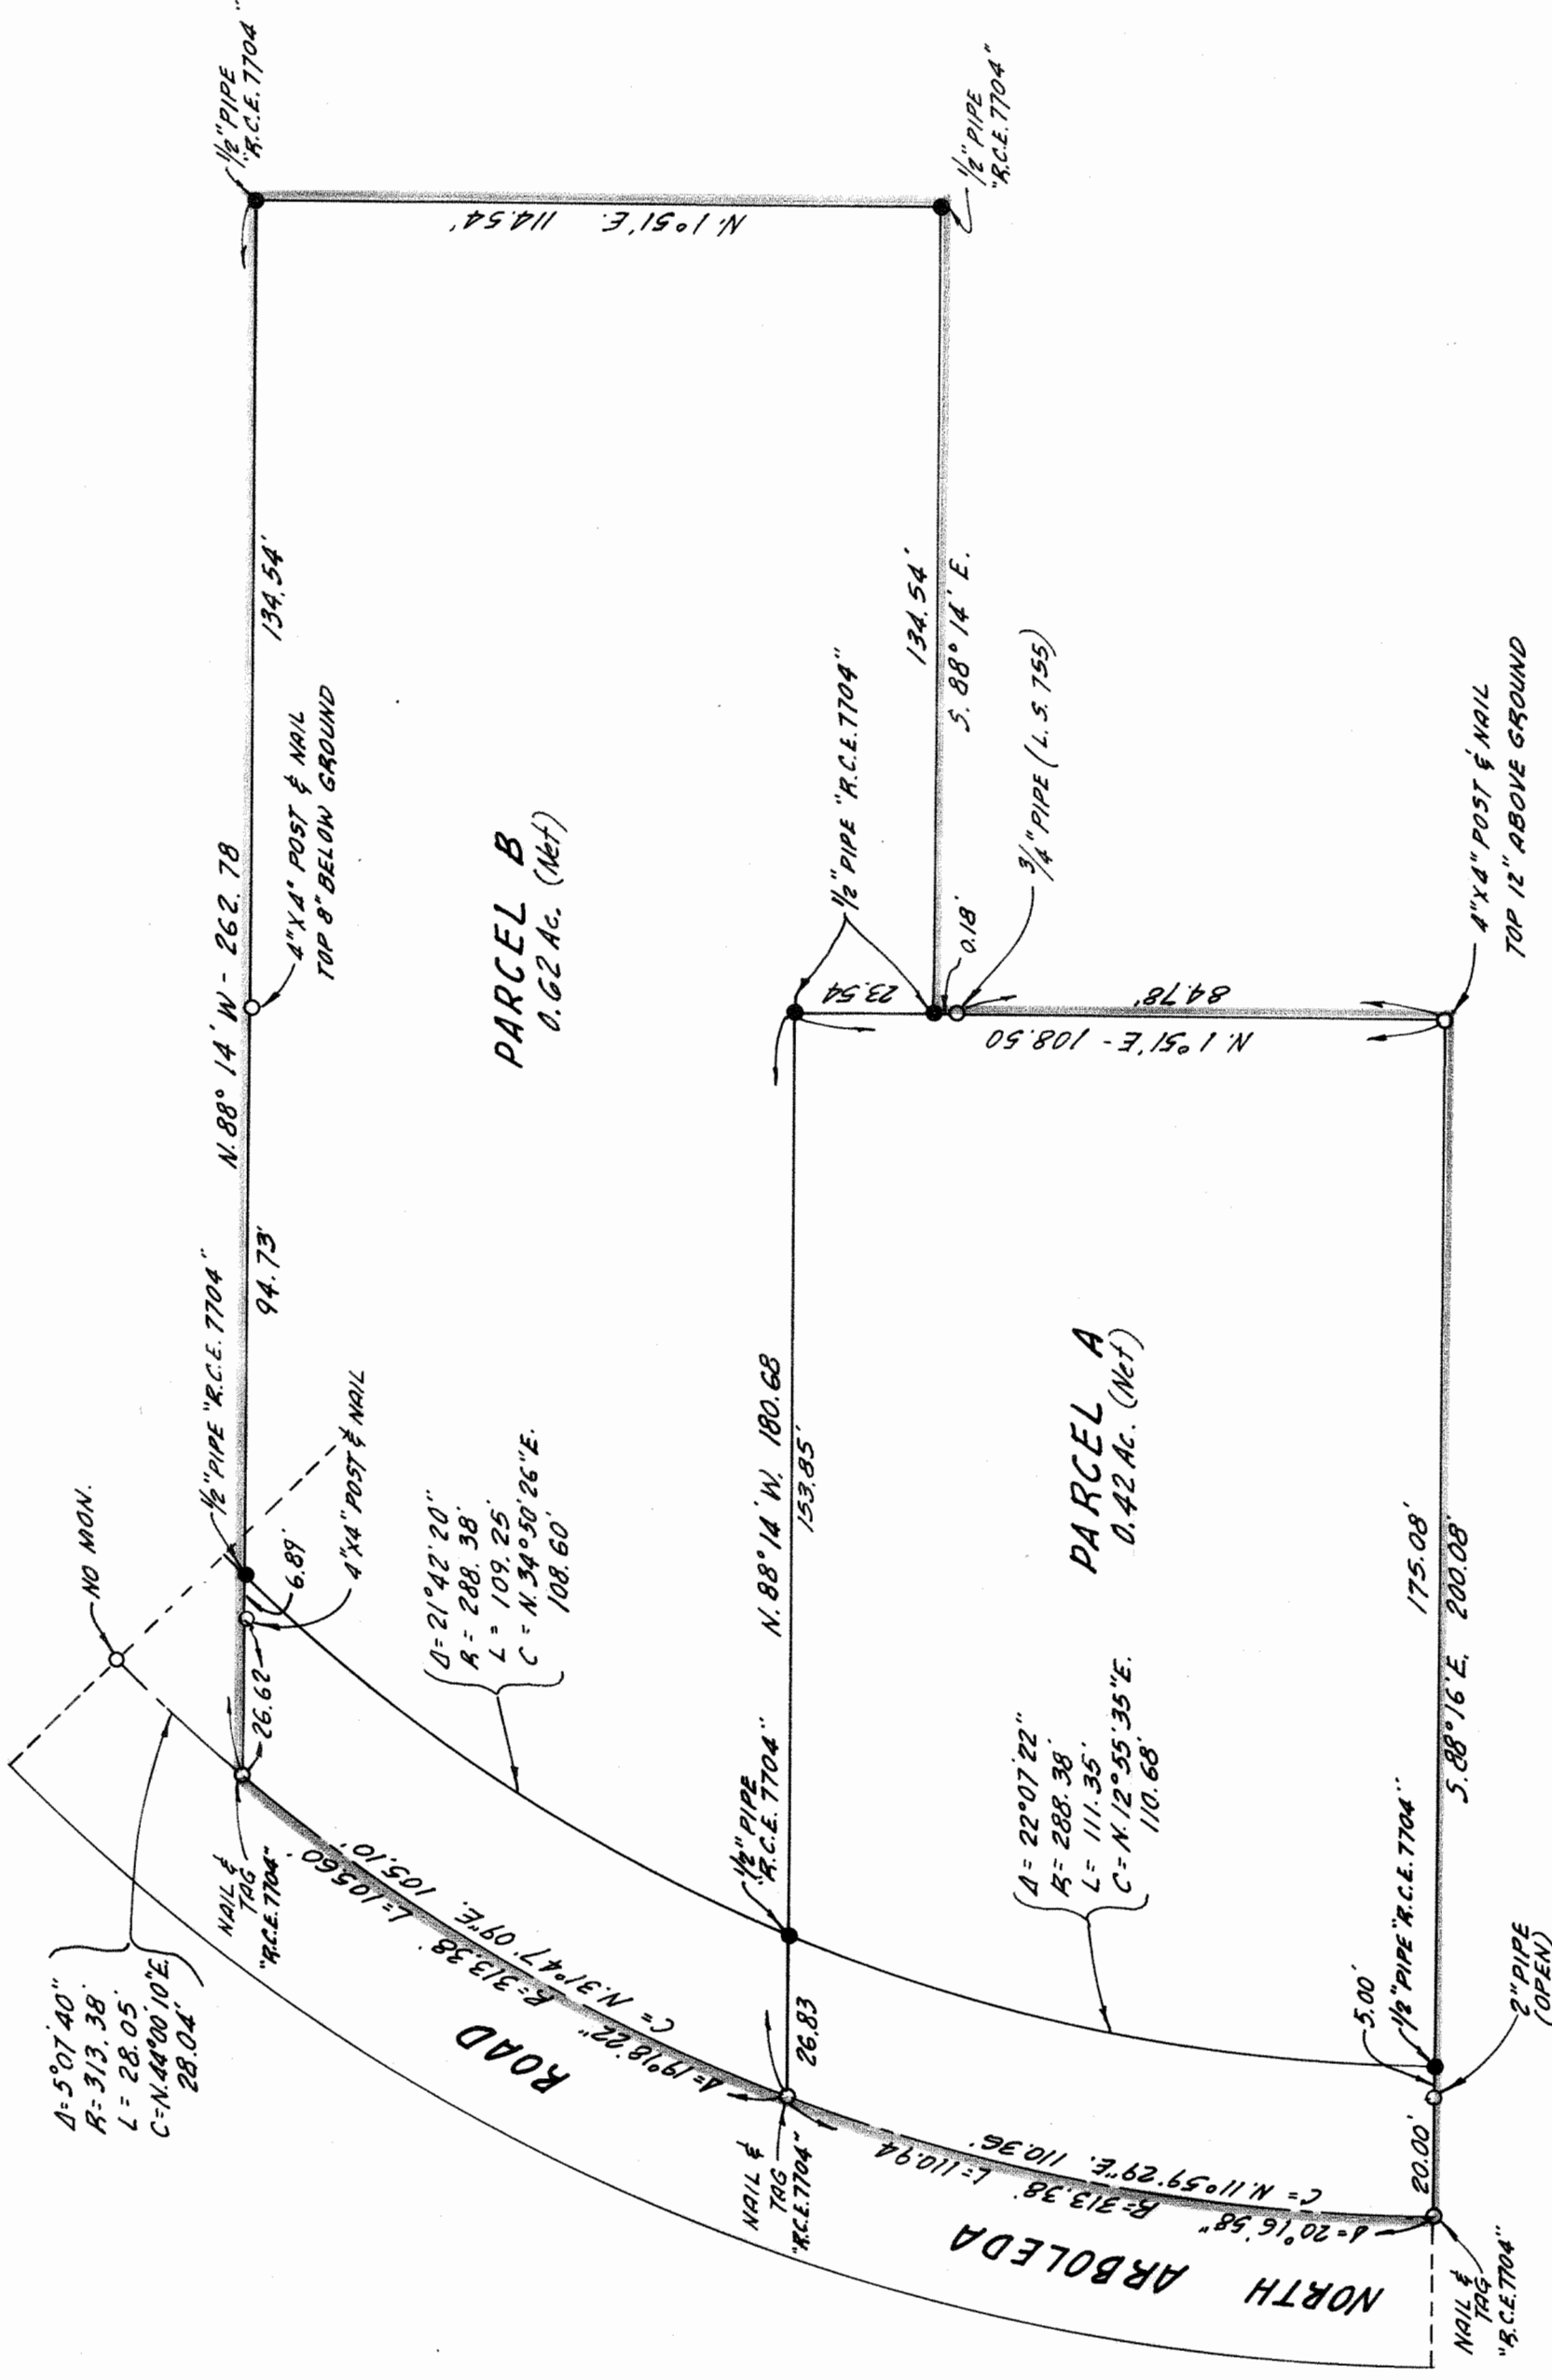 NO MON.
Δ=5°07'40"
R=313.38'
L=28.05'
C=N.44°00'10"E.
28.04'
NAIL &
TAG
"R.C.E.7704"
26.62
6.89'
4"X4" POST & NAIL
1/2" PIPE "R.C.E.7704"
94.73'
N.88° 14' W - 262.78
4"X4" POST & NAIL
TOP 8" BELOW GROUND
134.54'
1/2" PIPE
"R.C.E.7704"
N.1°51'E. 114.54'
1/2" PIPE
"R.C.E.7704"
PARCEL B
0.62 Ac. (Net)
Δ=21°42'20"
R= 288.38'
L= 109.25'
C= N.34°50'26"E.
108.60'
L=105.60'
R=313.38'
Δ=19°18'22"
C= N.31°47'09"E. 105.10'
NORTH ARBOLEDA ROAD
1/2" PIPE
"R.C.E.7704"
NAIL &
TAG
"R.C.E.7704"
26.83
N.88°14'W. 180.68
153.85'
1/2" PIPE "R.C.E.7704"
23.54
134.54'
S. 88° 14' E.
0.18'
3/4" PIPE (L.S. 755)
84.78'
N.1°51'E - 108.50
PARCEL A
0.42 Ac. (Net)
Δ= 22°07'22"
R= 288.38'
L= 111.35'
C= N.12°55'35"E.
110.68'
L=110.94
R=313.38'
Δ=20°16'58"
C= N.11°59'29"E. 110.36'
20.00'
5.00'
1/2" PIPE "R.C.E.7704"
175.08'
S.88°16'E. 200.08'
2" PIPE
(OPEN)
NAIL &
TAG
"R.C.E.7704"
4"X4" POST & NAIL
TOP 12" ABOVE GROUND